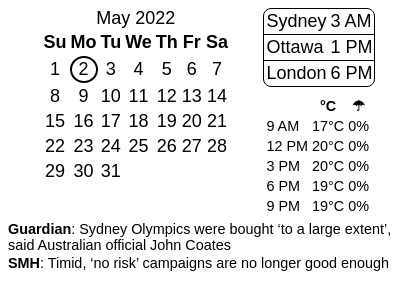 May 2022
Su Mo Tu We Th Fr Sa
1 2 3 4 5 6 7
8 9 10 11 12 13 14
15 16 17 18 19 20 21
22 23 24 25 26 27 28
29 30 31
Sydney 3 AM
Ottawa 1 PM
London 6 PM
°C ☂
9 AM 17°C 0%
12 PM 20°C 0%
3 PM 20°C 0%
6 PM 19°C 0%
9 PM 19°C 0%
Guardian: Sydney Olympics were bought ‘to a large extent’,
said Australian official John Coates
SMH: Timid, ‘no risk’ campaigns are no longer good enough